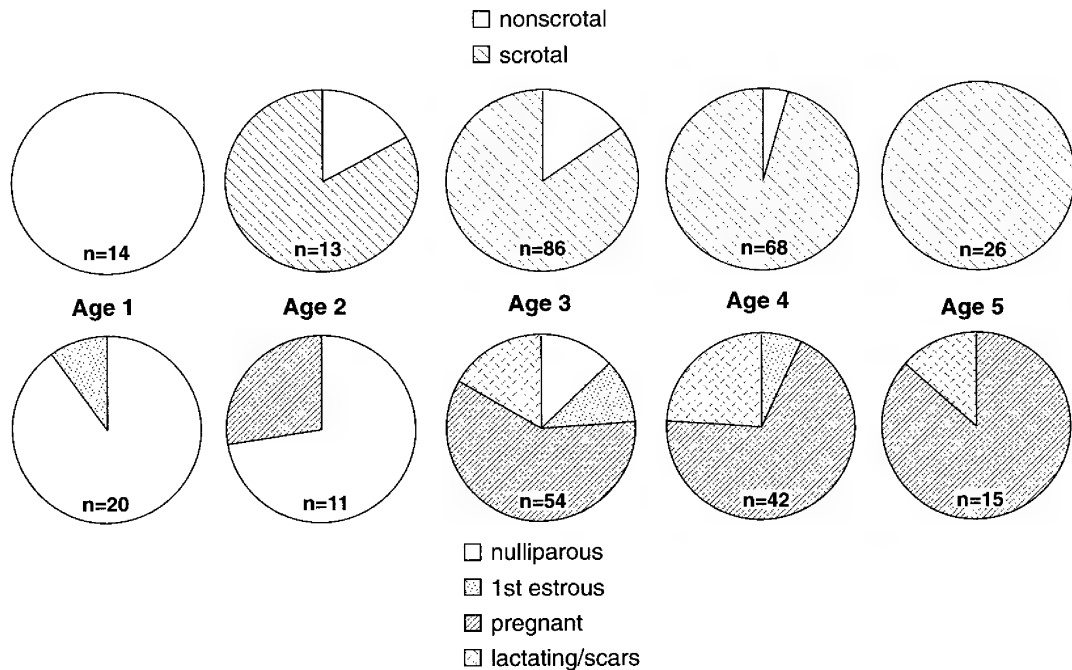 nonscrotal
scrotal
n=14 n=13 n=86 n=68 n=26
Age 1 Age 2 Age 3 Age 4 Age 5
n=20 n=11 n=54 n=42 n=15
nulliparous
1st estrous
pregnant
lactating/scars